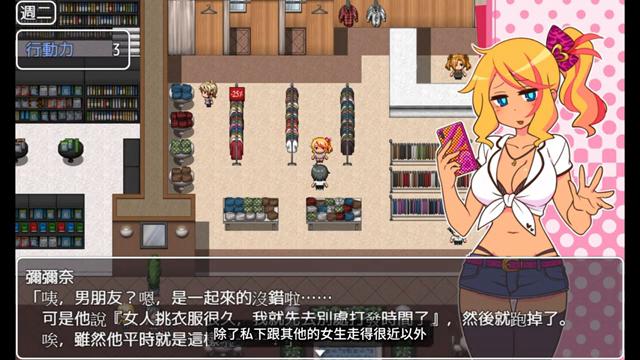 週二
行動力 3
-25%
彌彌奈
「咦，男朋友？嗯，是一起來的沒錯啦……
可是他說『女人挑衣服很久，我就先去別處打發時間了』，然後就跑掉了。
唉，雖然他平時就是這樣
除了私下跟其他的女生走得很近以外